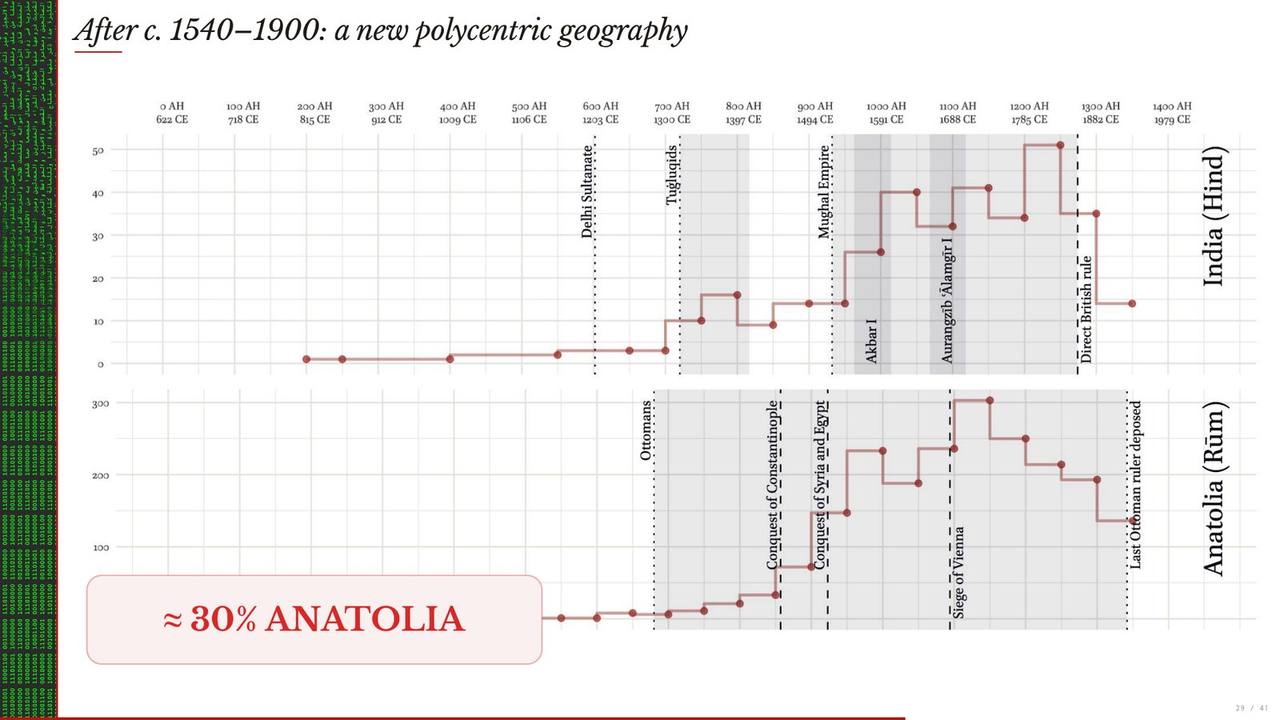 After c. 1540–1900: a new polycentric geography
0 AH 100 AH 200 AH 300 AH 400 AH 500 AH 600 AH 700 AH 800 AH 900 AH 1000 AH 1100 AH 1200 AH 1300 AH 1400 AH
622 CE 718 CE 815 CE 912 CE 1009 CE 1106 CE 1203 CE 1300 CE 1397 CE 1494 CE 1591 CE 1688 CE 1785 CE 1882 CE 1979 CE
50
40
30
20
10
0
Delhi Sultanate
Tuġluqids
Mughal Empire
Akbar I
Aurangzib ʿĀlamgīr I
Direct British rule
India (Hind)
300
200
100
Ottomans
Conquest of Constantinople
Conquest of Syria and Egypt
Siege of Vienna
Last Ottoman ruler deposed
Anatolia (Rūm)
≈ 30% ANATOLIA
29 / 41